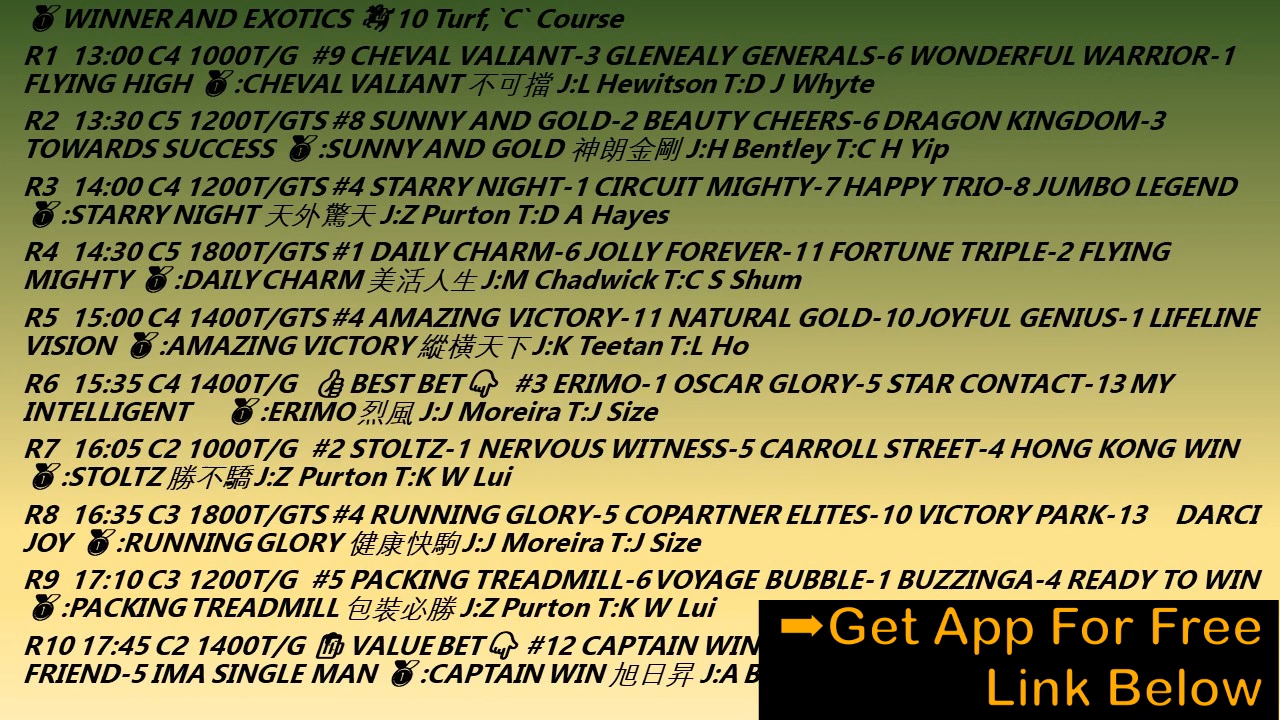 🥇 WINNER AND EXOTICS 🏇 10 Turf, `C` Course
R1 13:00 C4 1000T/G #9 CHEVAL VALIANT-3 GLENEALY GENERALS-6 WONDERFUL WARRIOR-1
FLYING HIGH 🥇 :CHEVAL VALIANT 不可擋 J:L Hewitson T:D J Whyte
R2 13:30 C5 1200T/GTS #8 SUNNY AND GOLD-2 BEAUTY CHEERS-6 DRAGON KINGDOM-3
TOWARDS SUCCESS 🥇 :SUNNY AND GOLD 神朗金剛 J:H Bentley T:C H Yip
R3 14:00 C4 1200T/GTS #4 STARRY NIGHT-1 CIRCUIT MIGHTY-7 HAPPY TRIO-8 JUMBO LEGEND
🥇 :STARRY NIGHT 天外驚天 J:Z Purton T:D A Hayes
R4 14:30 C5 1800T/GTS #1 DAILY CHARM-6 JOLLY FOREVER-11 FORTUNE TRIPLE-2 FLYING
MIGHTY 🥇 :DAILY CHARM 美活人生 J:M Chadwick T:C S Shum
R5 15:00 C4 1400T/GTS #4 AMAZING VICTORY-11 NATURAL GOLD-10 JOYFUL GENIUS-1 LIFELINE
VISION 🥇 :AMAZING VICTORY 縱橫天下 J:K Teetan T:L Ho
R6 15:35 C4 1400T/G 👍 BEST BET 👇 #3 ERIMO-1 OSCAR GLORY-5 STAR CONTACT-13 MY
INTELLIGENT 🥇 :ERIMO 烈風 J:J Moreira T:J Size
R7 16:05 C2 1000T/G #2 STOLTZ-1 NERVOUS WITNESS-5 CARROLL STREET-4 HONG KONG WIN
🥇 :STOLTZ 勝不驕 J:Z Purton T:K W Lui
R8 16:35 C3 1800T/GTS #4 RUNNING GLORY-5 COPARTNER ELITES-10 VICTORY PARK-13 DARCI
JOY 🥇 :RUNNING GLORY 健康快駒 J:J Moreira T:J Size
R9 17:10 C3 1200T/G #5 PACKING TREADMILL-6 VOYAGE BUBBLE-1 BUZZINGA-4 READY TO WIN
🥇 :PACKING TREADMILL 包裝必勝 J:Z Purton T:K W Lui
R10 17:45 C2 1400T/G 🍺 VALUE BET 👇 #12 CAPTAIN WIN
FRIEND-5 IMA SINGLE MAN 🥇 :CAPTAIN WIN 旭日昇 J:A B
➡Get App For Free
Link Below